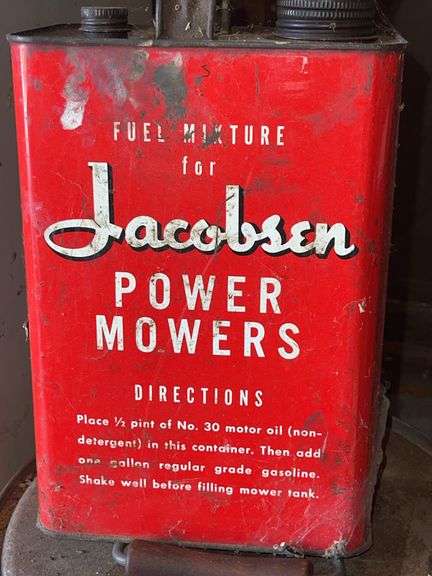 FUEL MIXTURE
for
Jacobsen
POWER
MOWERS
DIRECTIONS
Place ½ pint of No. 30 motor oil (non-
detergent) in this container. Then add
one gallon regular grade gasoline.
Shake well before filling mower tank.